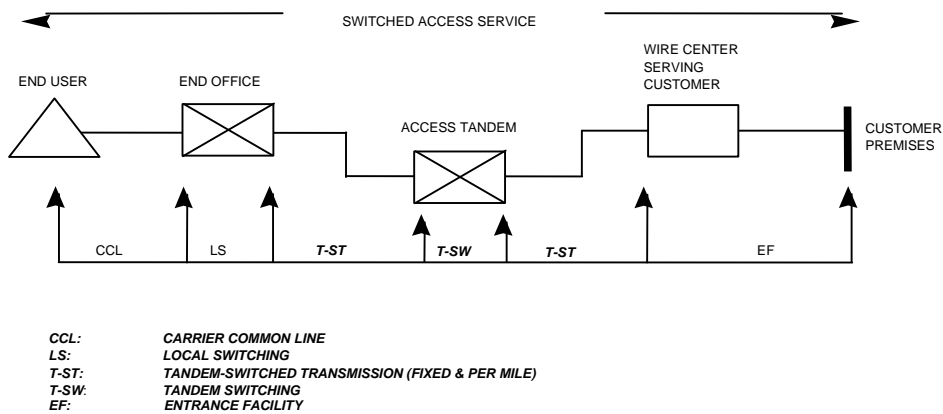 SWITCHED ACCESS SERVICE
END USER
END OFFICE
ACCESS TANDEM
WIRE CENTER
SERVING
CUSTOMER
CUSTOMER
PREMISES
CCL
LS
T-ST
T-SW
T-ST
EF
CCL: CARRIER COMMON LINE
LS: LOCAL SWITCHING
T-ST: TANDEM-SWITCHED TRANSMISSION (FIXED & PER MILE)
T-SW: TANDEM SWITCHING
EF: ENTRANCE FACILITY